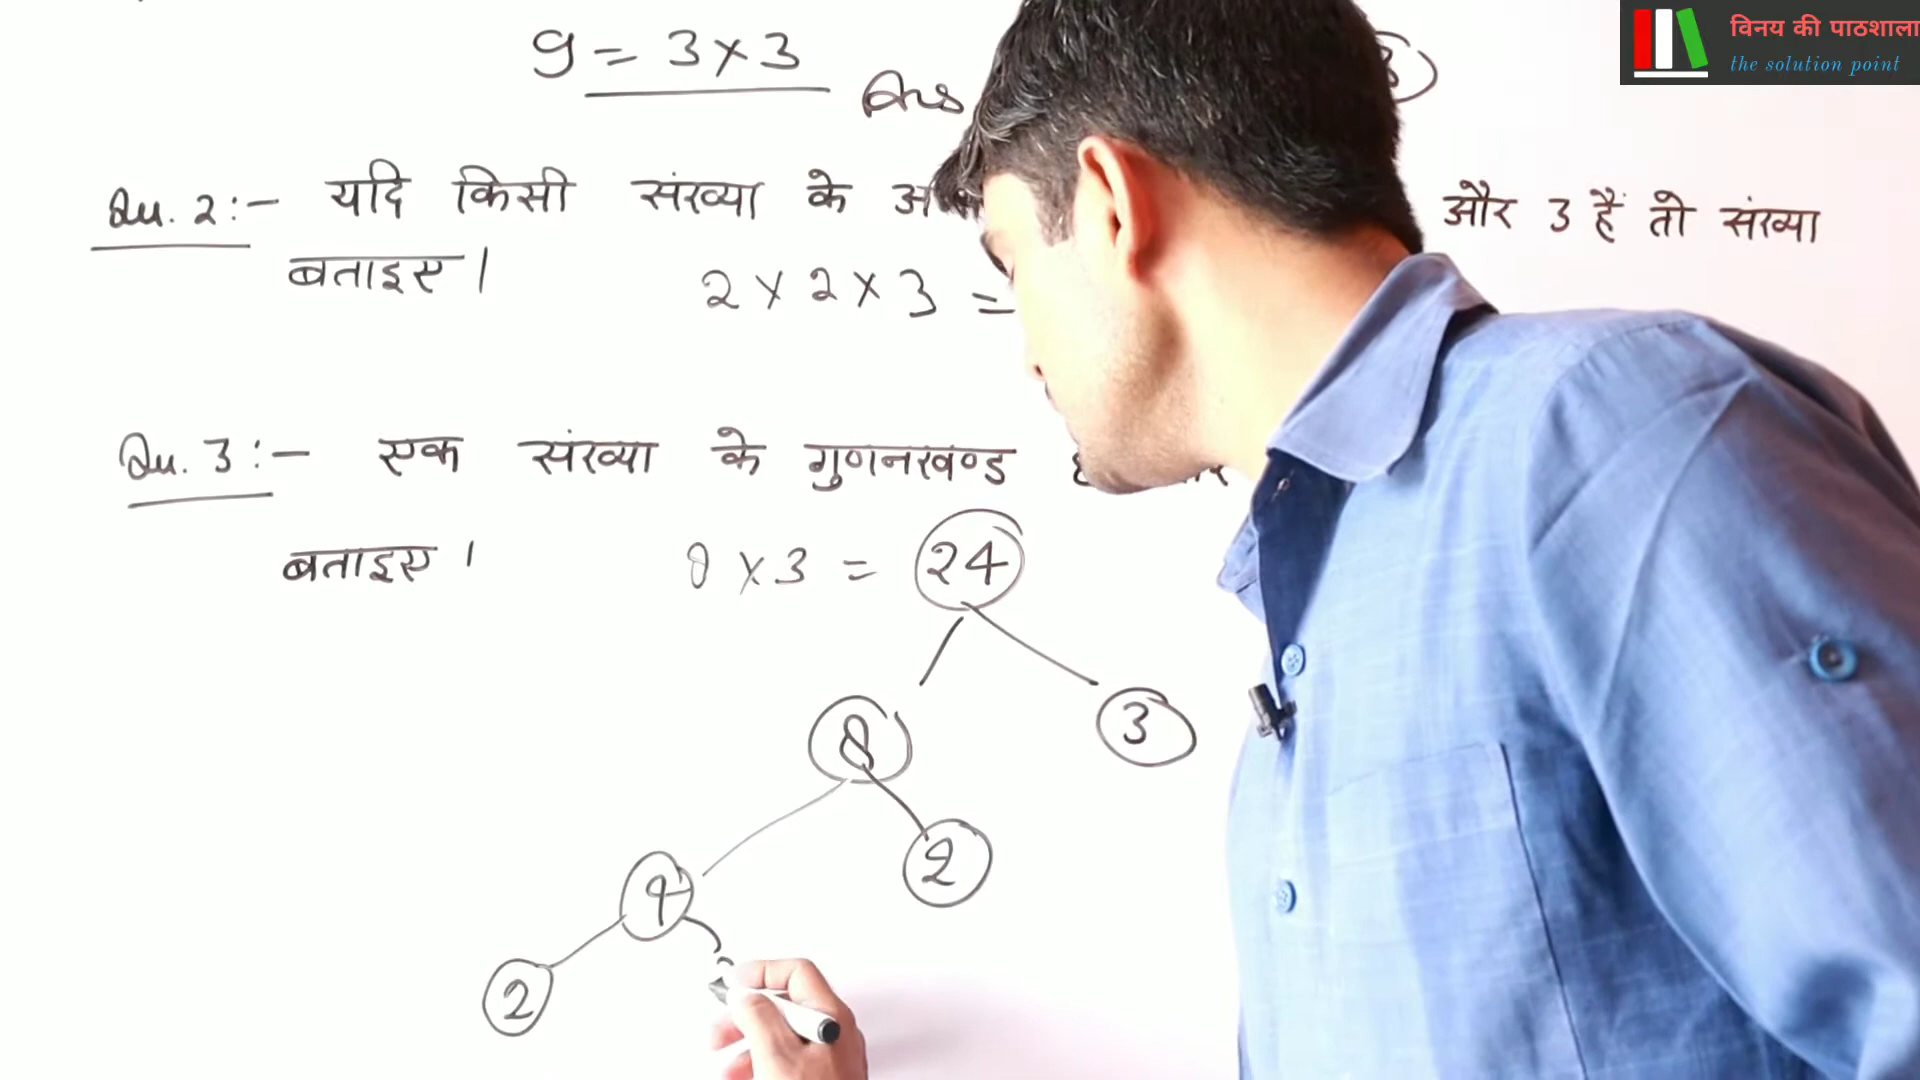 विनय की पाठशाला
the solution point
9 = 3 × 3 Ans
Qu. 2:- यदि किसी संख्या के और 3 हैं तो संख्या
बताइए।
2 × 2 × 3 =
Qu. 3:- एक संख्या के गुणनखण्ड
बताइए। 8 × 3 = 24
8 3
4 2
2